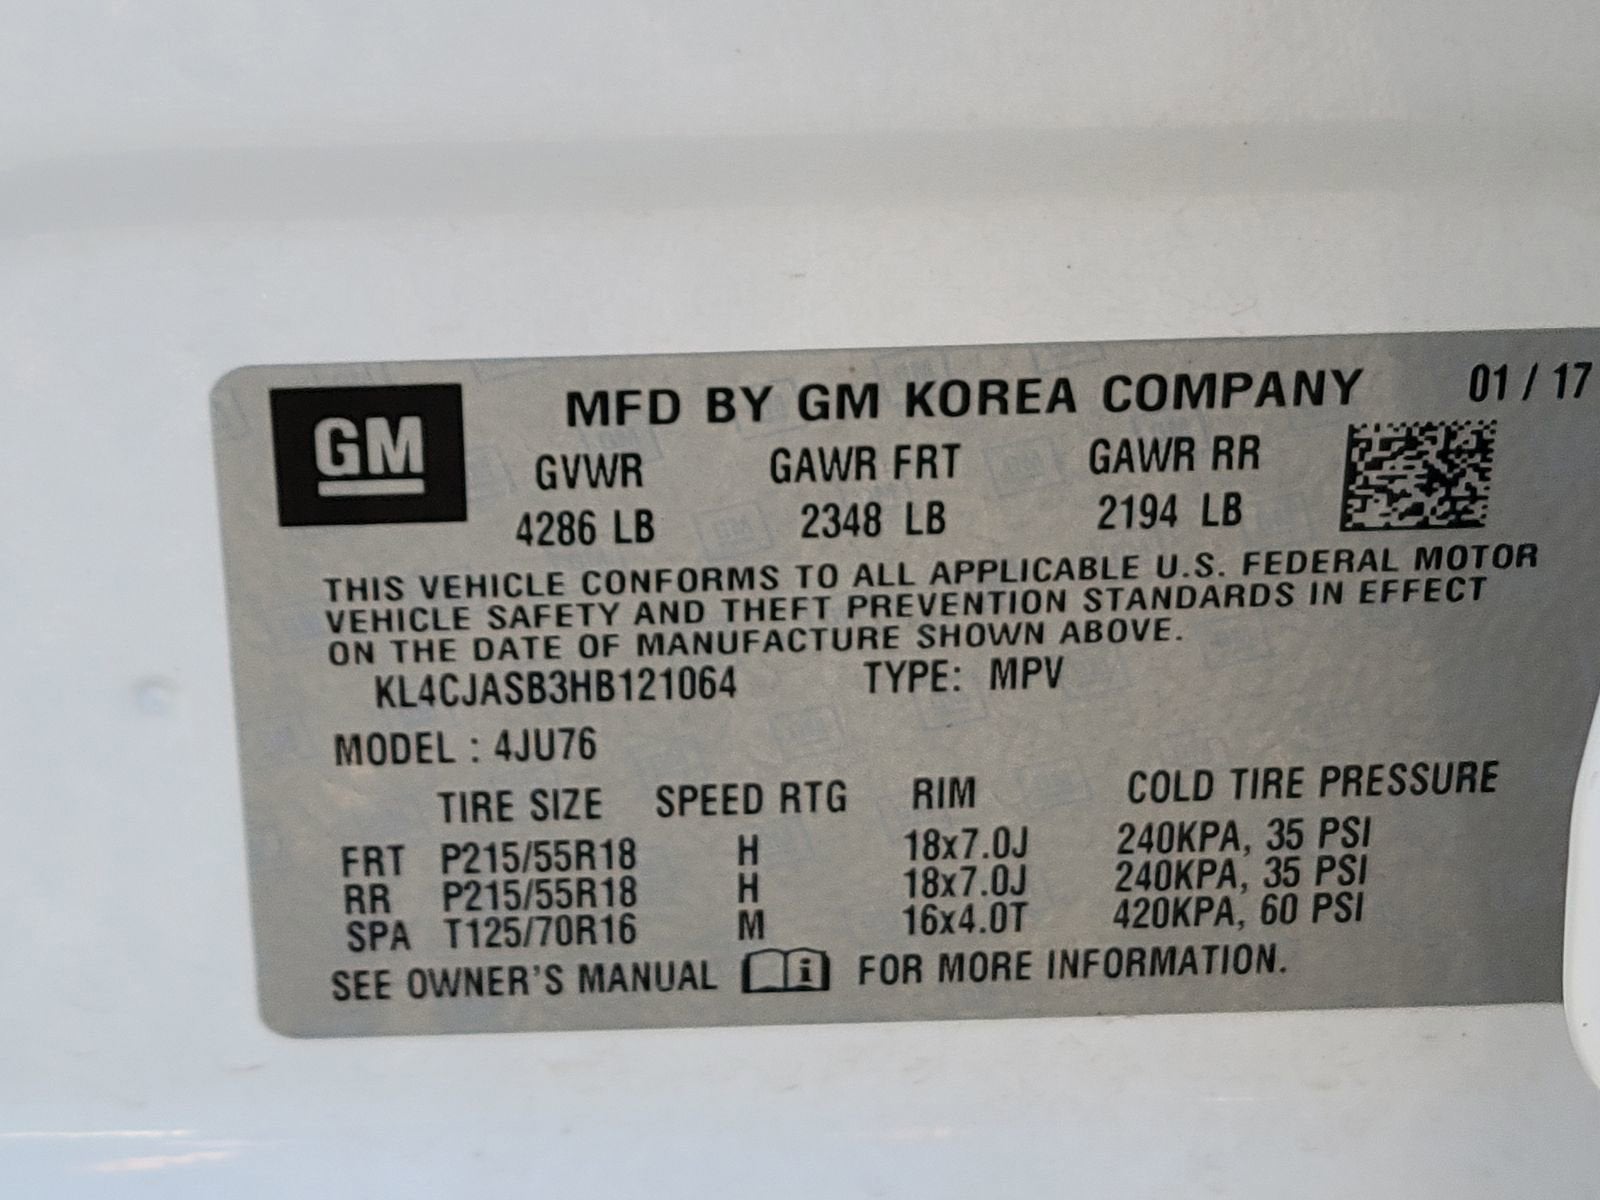 GM
MFD BY GM KOREA COMPANY 01 / 17
GVWR GAWR FRT GAWR RR
4286 LB 2348 LB 2194 LB
THIS VEHICLE CONFORMS TO ALL APPLICABLE U.S. FEDERAL MOTOR
VEHICLE SAFETY AND THEFT PREVENTION STANDARDS IN EFFECT
ON THE DATE OF MANUFACTURE SHOWN ABOVE.
KL4CJASB3HB121064 TYPE: MPV
MODEL : 4JU76
TIRE SIZE SPEED RTG RIM COLD TIRE PRESSURE
FRT P215/55R18 H 18x7.0J 240KPA, 35 PSI
RR P215/55R18 H 18x7.0J 240KPA, 35 PSI
SPA T125/70R16 M 16x4.0T 420KPA, 60 PSI
SEE OWNER'S MANUAL i FOR MORE INFORMATION.